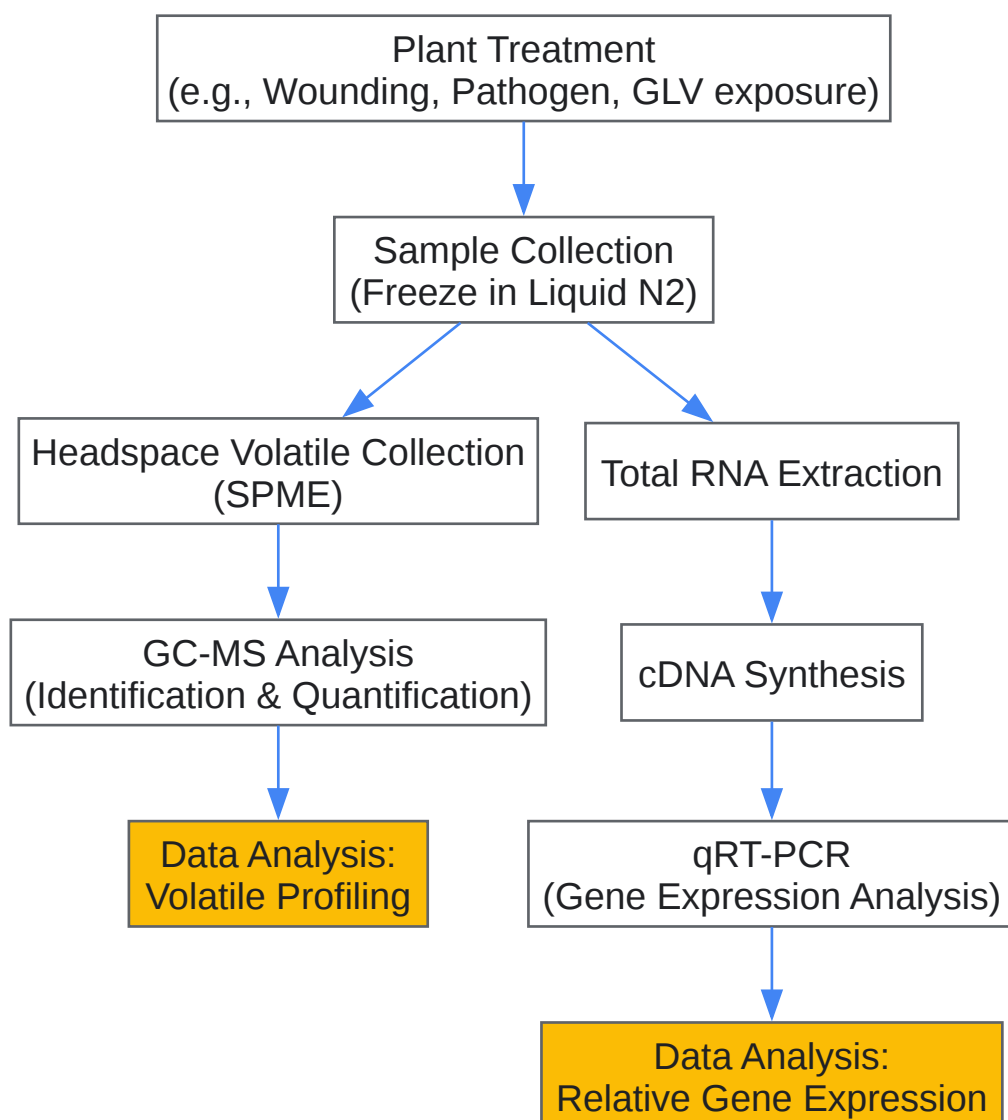 Plant Treatment
(e.g., Wounding, Pathogen, GLV exposure)
Sample Collection
(Freeze in Liquid N2)
Headspace Volatile Collection
(SPME)
Total RNA Extraction
GC-MS Analysis
(Identification & Quantification)
cDNA Synthesis
Data Analysis:
Volatile Profiling
qRT-PCR
(Gene Expression Analysis)
Data Analysis:
Relative Gene Expression